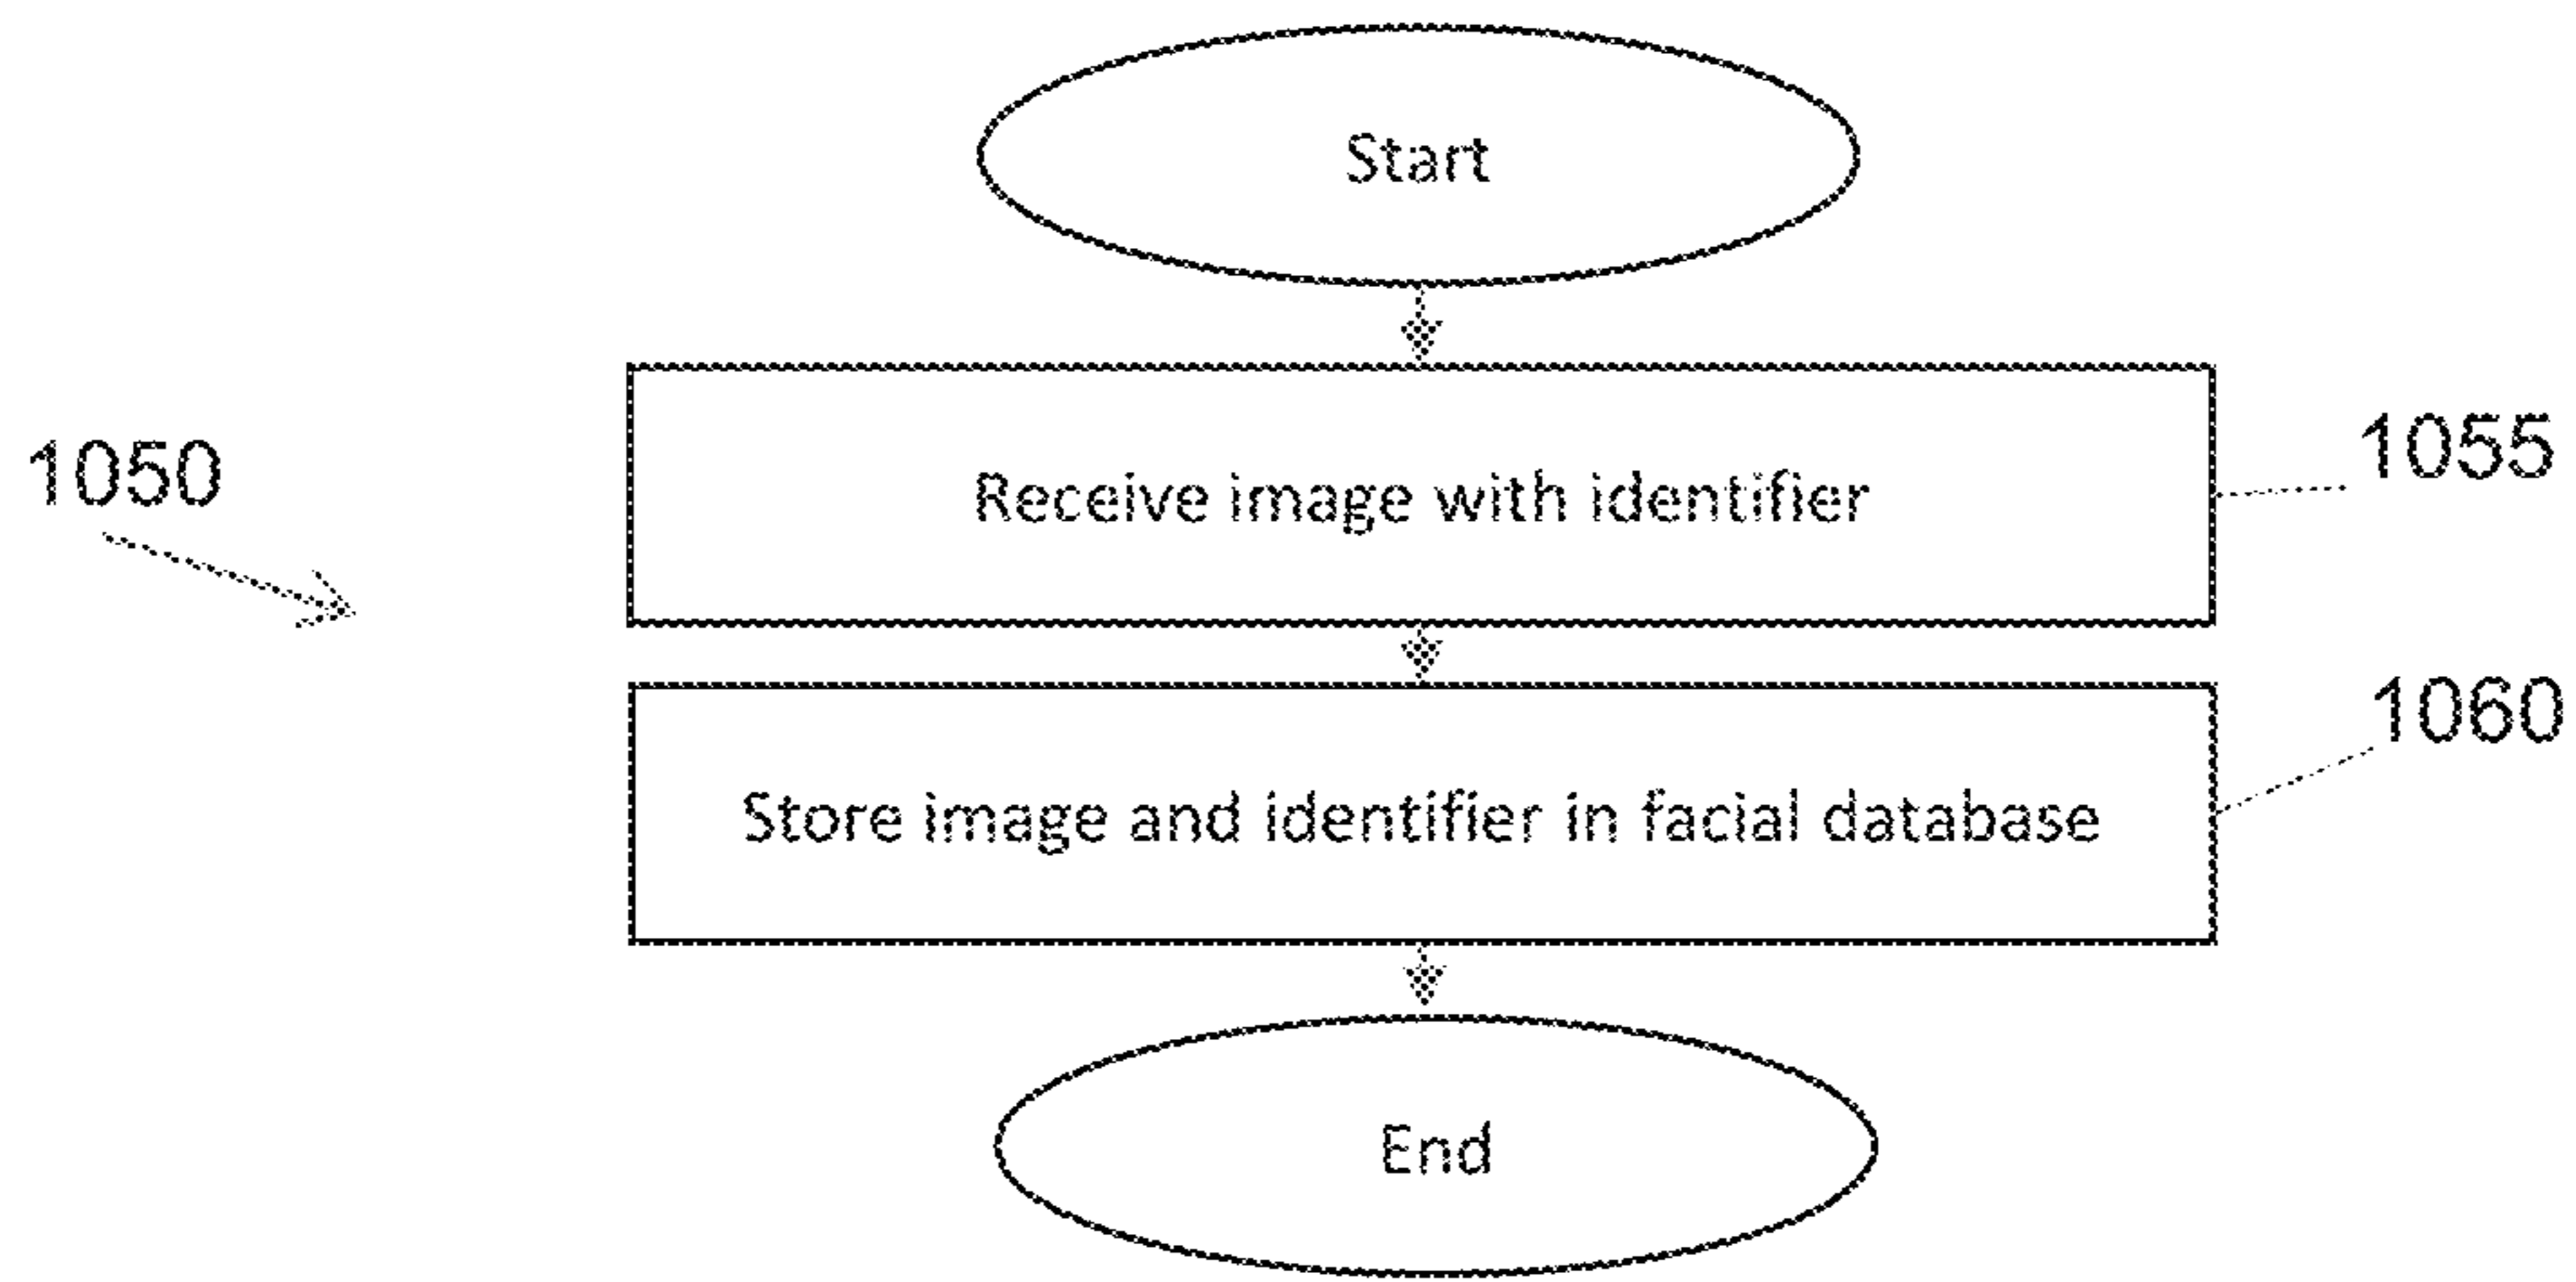 Start
1050
Receive image with identifier
1055
Store image and identifier in facial database
1060
End